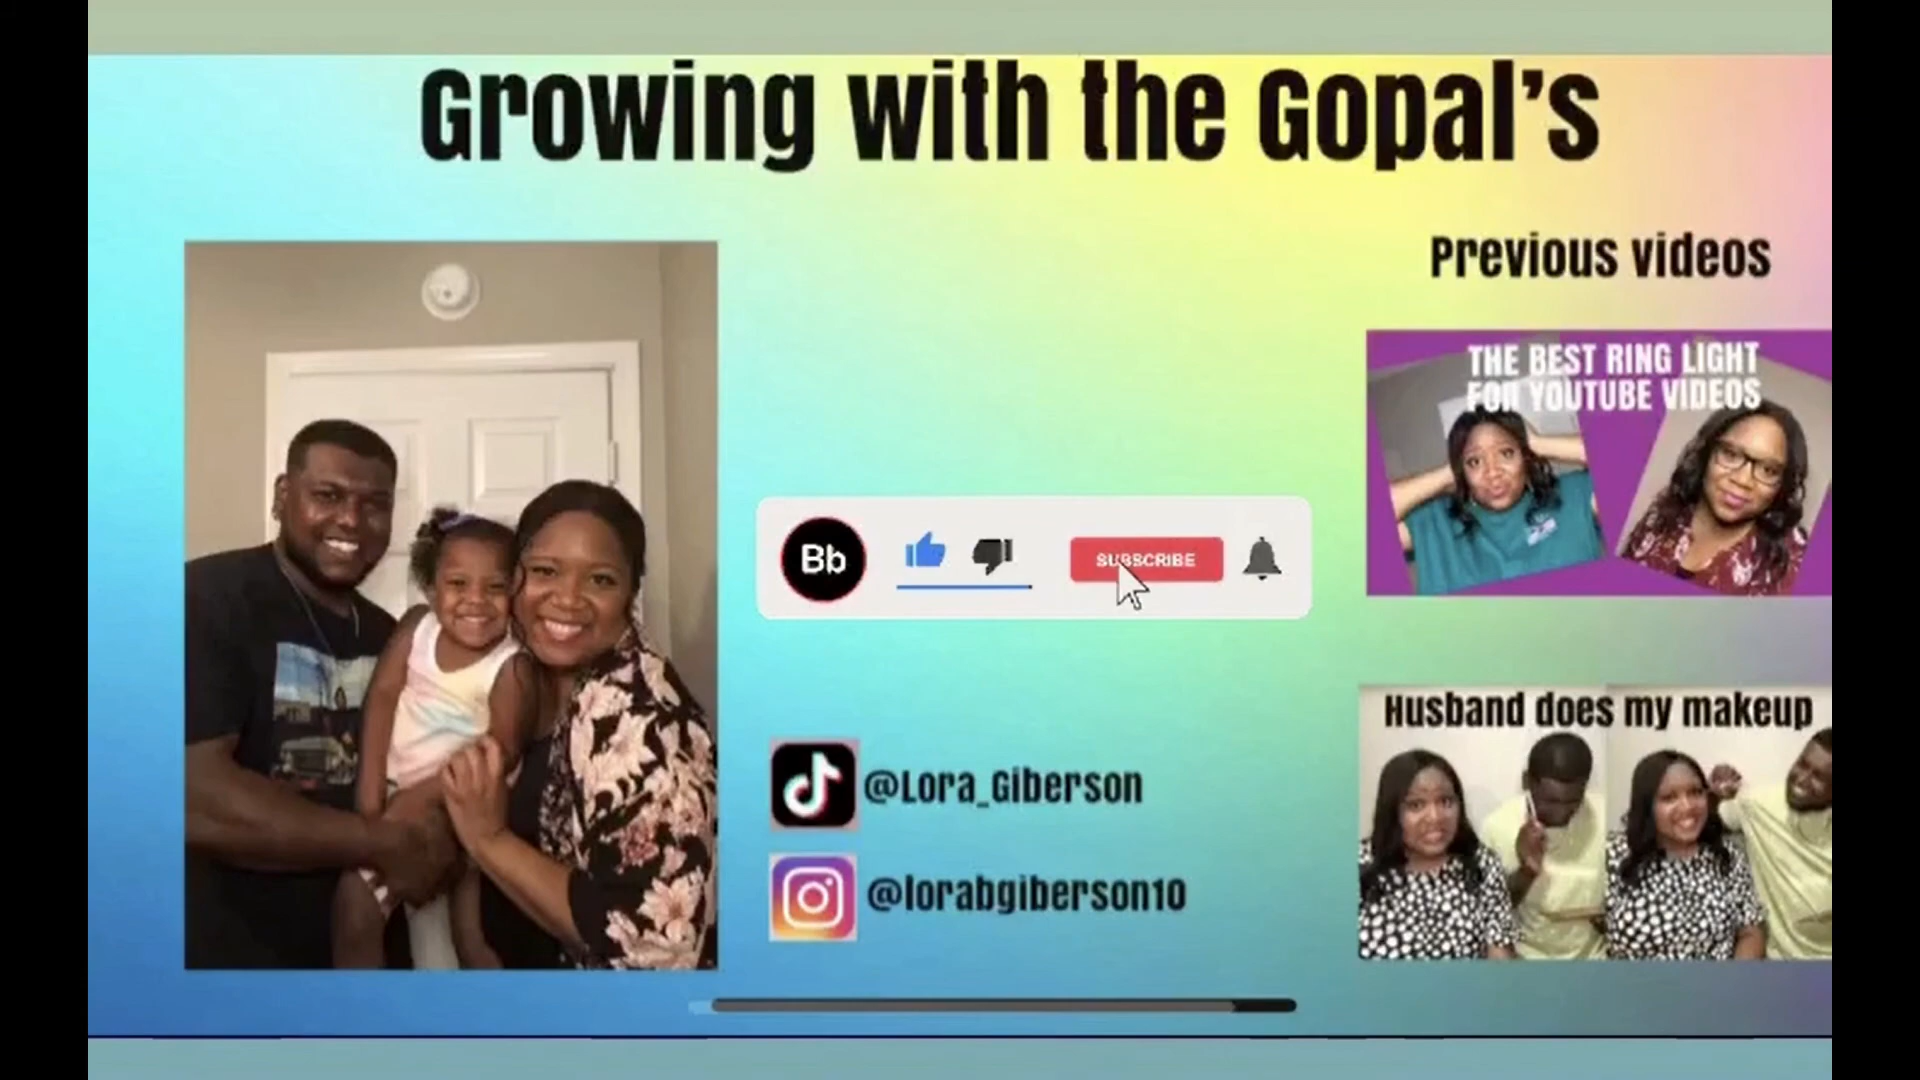 Growing with the Gopal's
Previous videos
THE BEST RING LIGHT
FOR YOUTUBE VIDEOS
Bb
SUBSCRIBE
Husband does my makeup
@Lora_Giberson
@lorabgiberson10